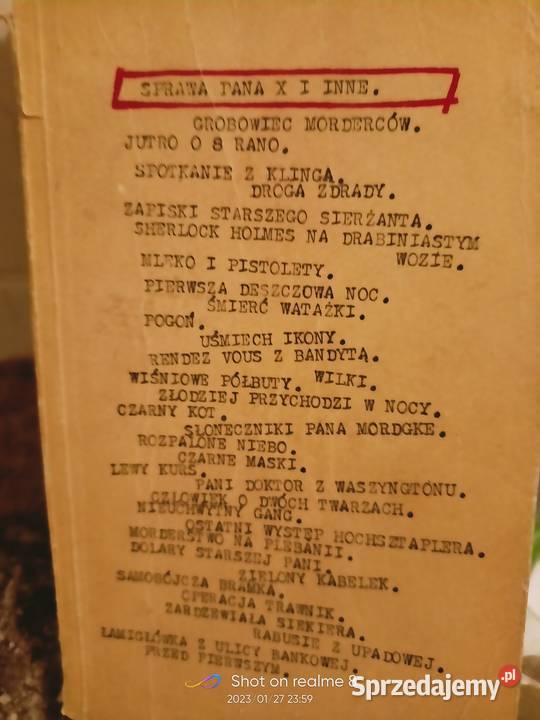 SPRAWA PANA X I INNE.
GROBOWIEC MORDERCÓW.
JUTRO O 8 RANO.
SPOTKANIE Z KLINGĄ.
DROGA ZDRADY.
ZAPISKI STARSZEGO SIERŻANTA.
SHERLOCK HOLMES NA DRABINIASTYM
WOZIE.
MLEKO I PISTOLETY.
PIERWSZA DESZCZOWA NOC.
ŚMIERĆ WATAŻKI.
POGOŃ.
UŚMIECH IKONY.
RENDEZ VOUS Z BANDYTĄ.
WIŚNIOWE PÓŁBUTY. WILKI.
ZŁODZIEJ PRZYCHODZI W NOCY.
CZARNY KOT.
SŁONECZNIKI PANA MORDGKE.
ROZPALONE NIEBO.
CZARNE MASKI.
LEWY KURS.
PANI DOKTOR Z WASZYNGTONU.
CZŁOWIEK O DWÓCH TWARZACH.
NIEUCHWYTNY GANG.
OSTATNI WYSTĘP HOCHSZTAPLERA.
MORDERSTWO NA PLEBANII.
DOLARY STARSZEJ PANI.
ZIELONY KABELEK.
SAMOBÓJCZA BRAMKA.
OPERACJA TRAWNIK.
ZARDZEWIAŁA SIEKIERA.
RABUSIE Z UPADOWEJ.
ŁAMIGŁÓWKA Z ULICY BANKOWEJ.
PRZED PIERWSZYM.
Shot on realme 8
2023/01/27 23:59
Sprzedajemy.pl